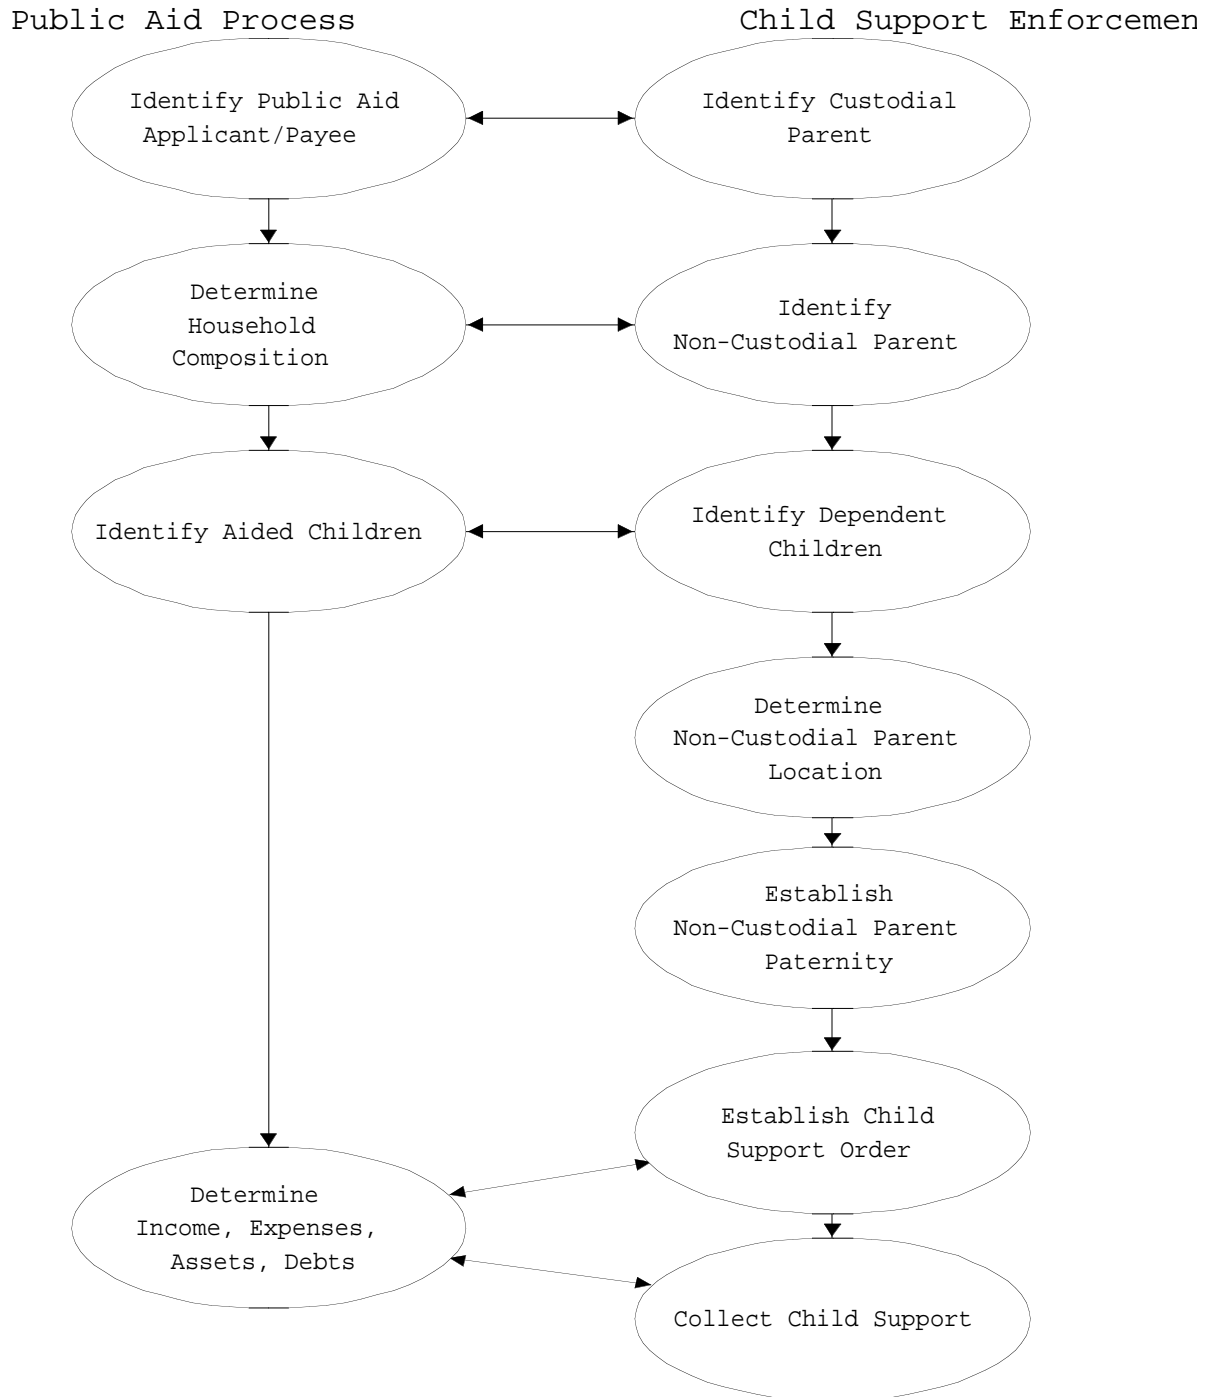 Public Aid Process
Child Support Enforcemen
Identify Public Aid
Applicant/Payee
Identify Custodial
Parent
Determine
Household
Composition
Identify
Non-Custodial Parent
Identify Aided Children
Identify Dependent
Children
Determine
Non-Custodial Parent
Location
Establish
Non-Custodial Parent
Paternity
Establish Child
Support Order
Determine
Income, Expenses,
Assets, Debts
Collect Child Support